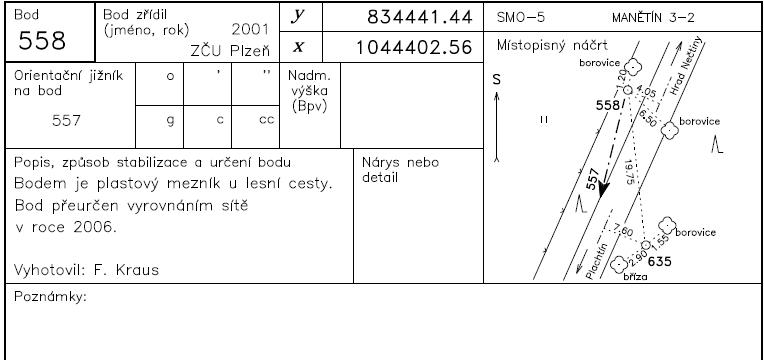 Bod
558
Bod zřídil
(jméno, rok) 2001
ZČU Plzeň
y 834441.44
x 1044402.56
SMO-5 MANĚTÍN 3-2
Orientační jižník
na bod
557
o ' ''
g c cc
Nadm.
výška
(Bpv)
Popis, způsob stabilizace a určení bodu
Bodem je plastový mezník u lesní cesty.
Bod přeurčen vyrovnáním sítě
v roce 2006.
Vyhotovil: F. Kraus
Nárys nebo
detail
Místopisný náčrt
S
borovice
1.20
Hrad Nečtiny
4.05
558
6.50
borovice
19.75
557
7.60
borovice
1.55
635
2.90
Plachtín
bříza
Poznámky: